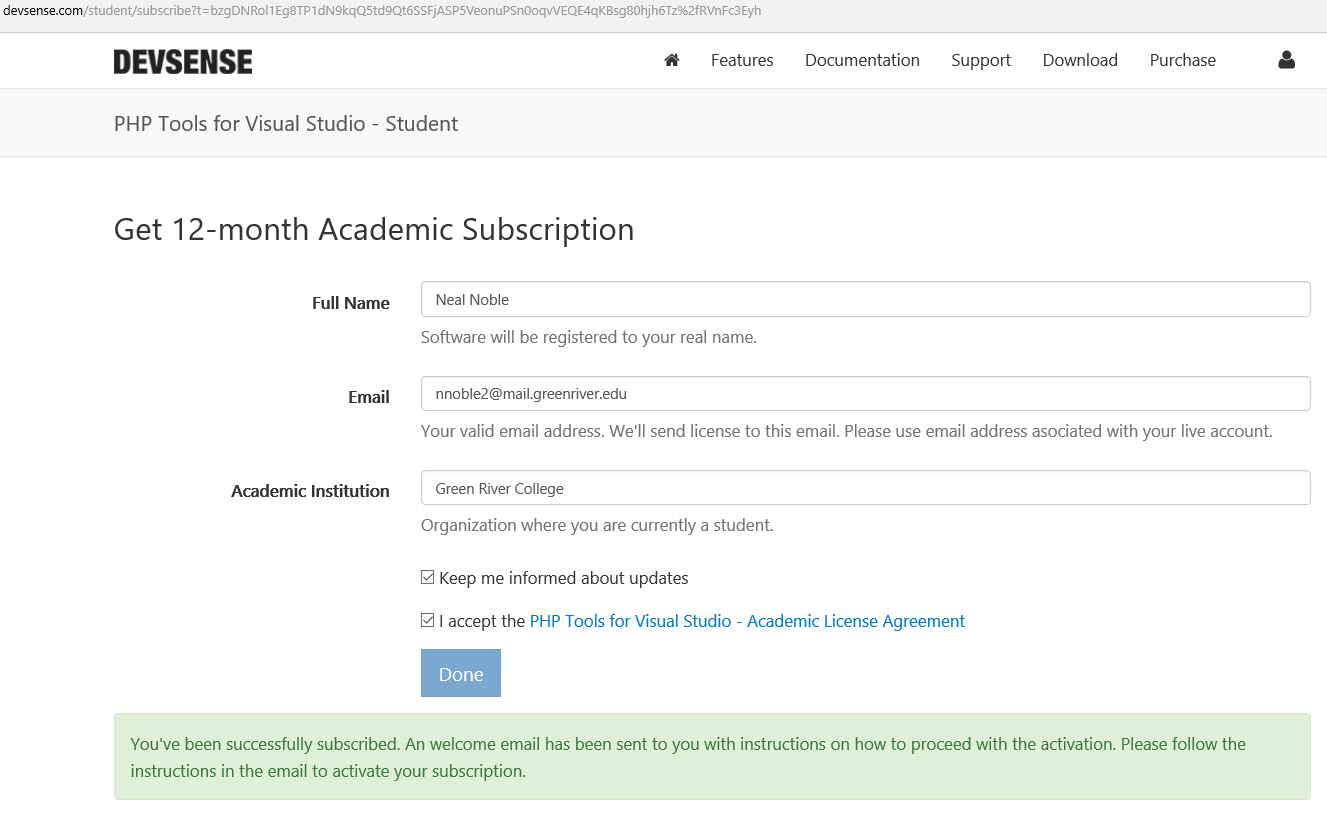 devsense.com/student/subscribe?t=bzgDNRol1Eg8TP1dN9kqQ5td9Qt6SSFjASP5VeonuPSn0oqvVEQE4qKBsg80hjh6Tz%2fRVnFc3Eyh
DEVSENSE
Features Documentation Support Download Purchase
PHP Tools for Visual Studio - Student
Get 12-month Academic Subscription
Full Name Neal Noble
Software will be registered to your real name.
Email nnoble2@mail.greenriver.edu
Your valid email address. We'll send license to this email. Please use email address asociated with your live account.
Academic Institution Green River College
Organization where you are currently a student.
Keep me informed about updates
I accept the PHP Tools for Visual Studio - Academic License Agreement
Done
You've been successfully subscribed. An welcome email has been sent to you with instructions on how to proceed with the activation. Please follow the
instructions in the email to activate your subscription.